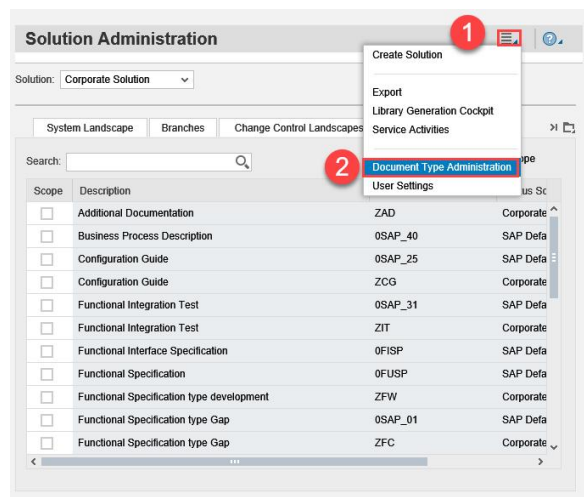 Solution Administration
1
?
Solution: Corporate Solution
Create Solution
Export
Library Generation Cockpit
Service Activities
2
Document Type Administration
User Settings
System Landscape Branches Change Control Landscapes
Search:
Scope Description
Additional Documentation ZAD Corporate
Business Process Description 0SAP_40 SAP Defa
Configuration Guide 0SAP_25 SAP Defa
Configuration Guide ZCG Corporate
Functional Integration Test 0SAP_31 SAP Defa
Functional Integration Test ZIT Corporate
Functional Interface Specification 0FISP SAP Defa
Functional Specification 0FUSP SAP Defa
Functional Specification type development ZFW Corporate
Functional Specification type Gap 0SAP_01 SAP Defa
Functional Specification type Gap ZFC Corporate